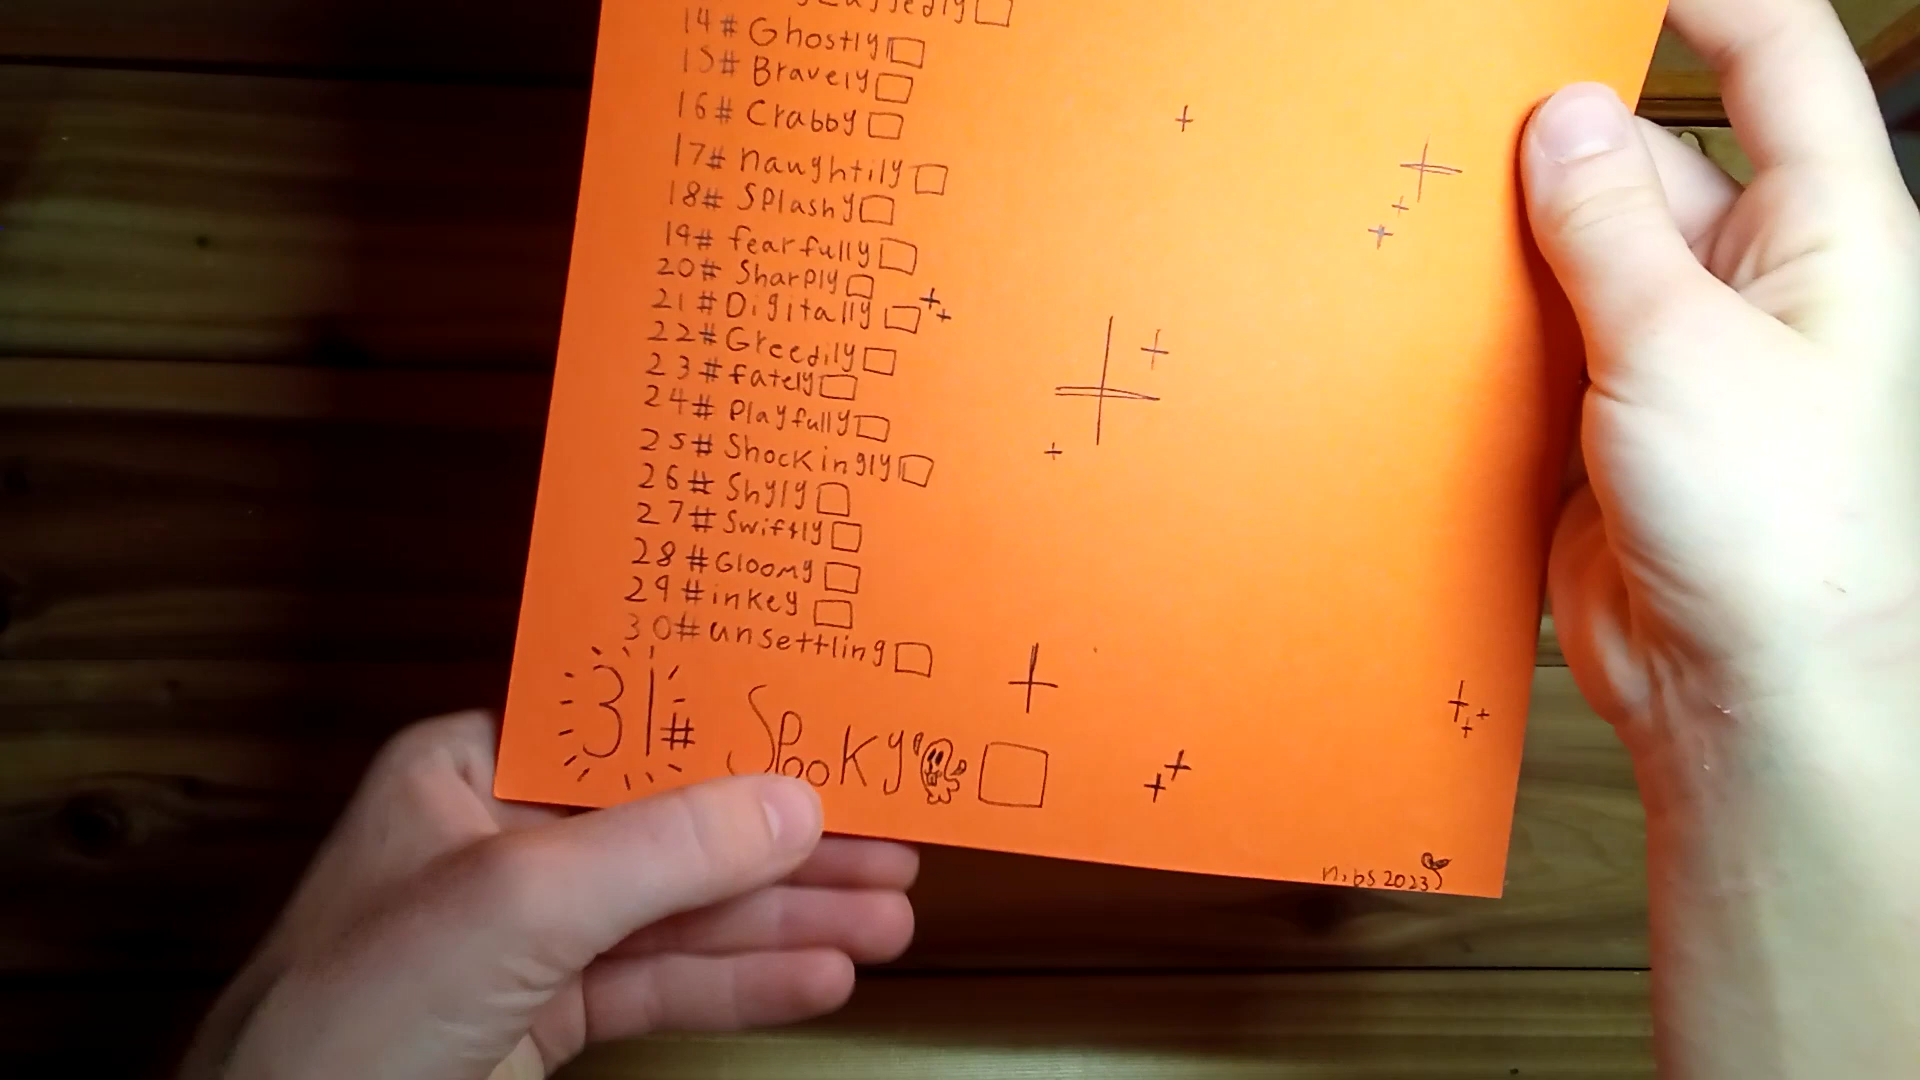 14# Ghostly
15# Bravely
16# Crabby
17# naughtily
18# Splashy
19# fearfully
20# Sharply
21# Digitally
22# Greedily
23# fately
24# Playfully
25# Shockingly
26# Shyly
27# Swiftly
28# Gloomy
29# inkey
30# unsettling
31# Spooky
nibs 2023